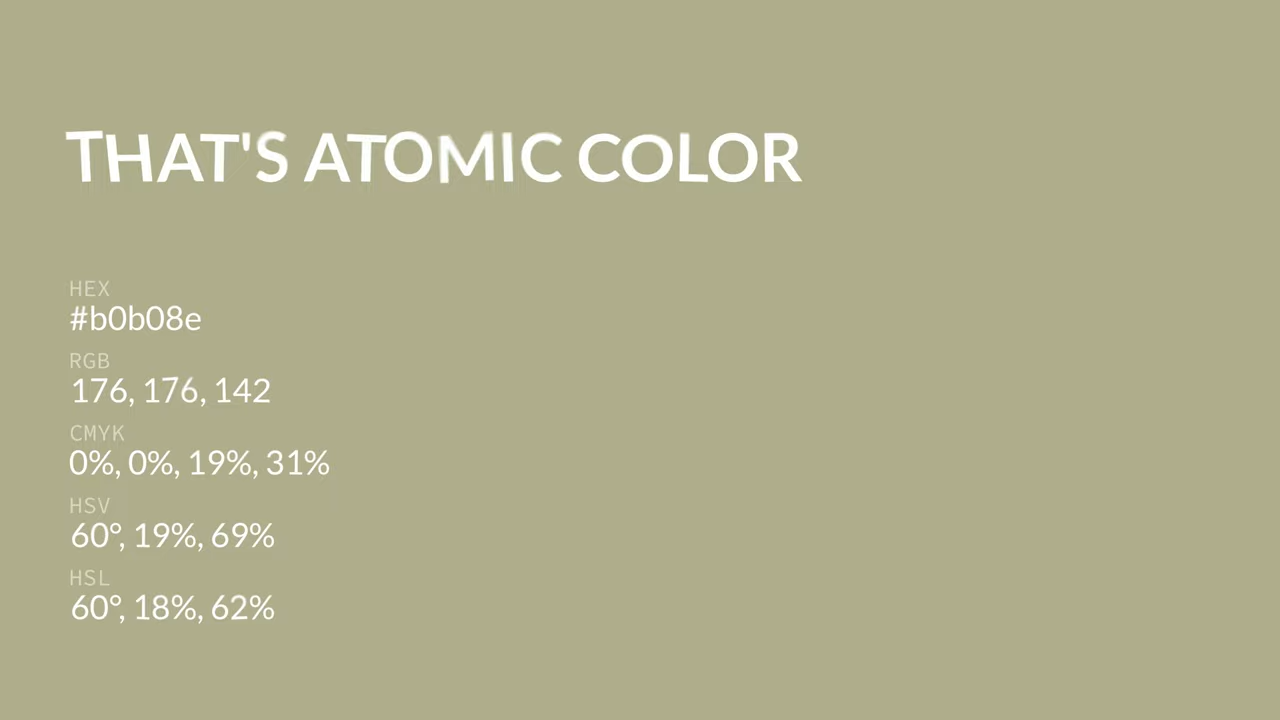 THAT'S ATOMIC COLOR
HEX
#b0b08e
RGB
176, 176, 142
CMYK
0%, 0%, 19%, 31%
HSV
60°, 19%, 69%
HSL
60°, 18%, 62%